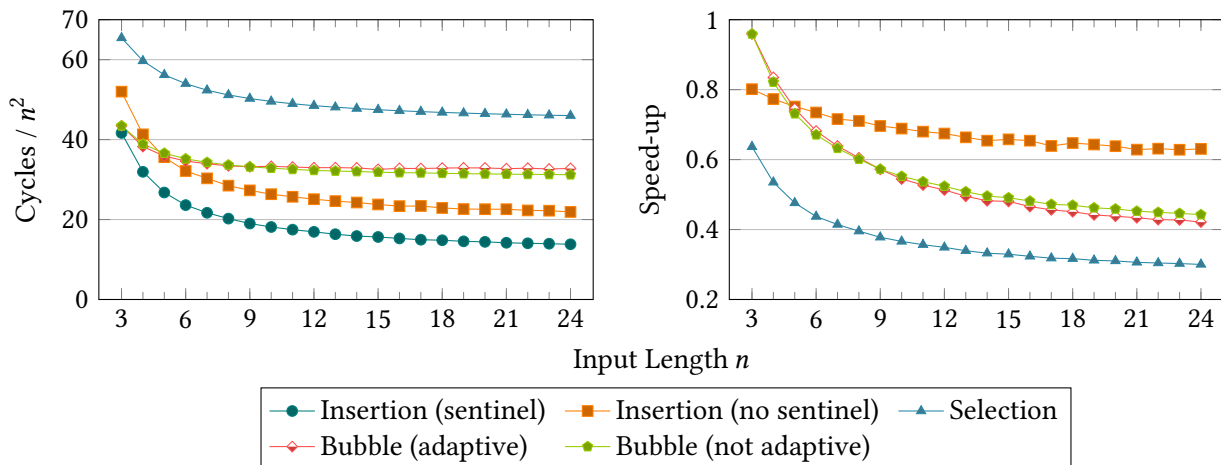 Cycles / n²
70
60
40
20
0
3 6 9 12 15 18 21 24
Speed-up
1
0.8
0.6
0.4
0.2
3 6 9 12 15 18 21 24
Input Length n
Insertion (sentinel) Insertion (no sentinel) Selection
Bubble (adaptive) Bubble (not adaptive)